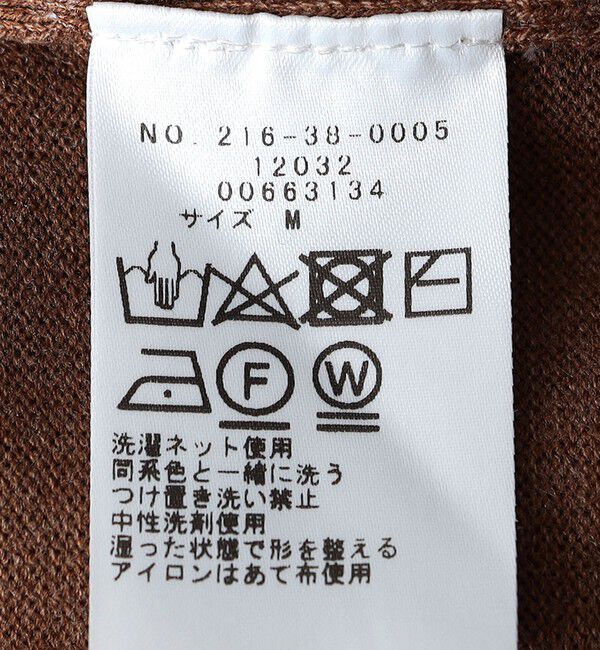 NO. 216-38-0005
12032
00663134
サイズ M
F W
洗濯ネット使用
同系色と一緒に洗う
つけ置き洗い禁止
中性洗剤使用
湿った状態で形を整える
アイロンはあて布使用